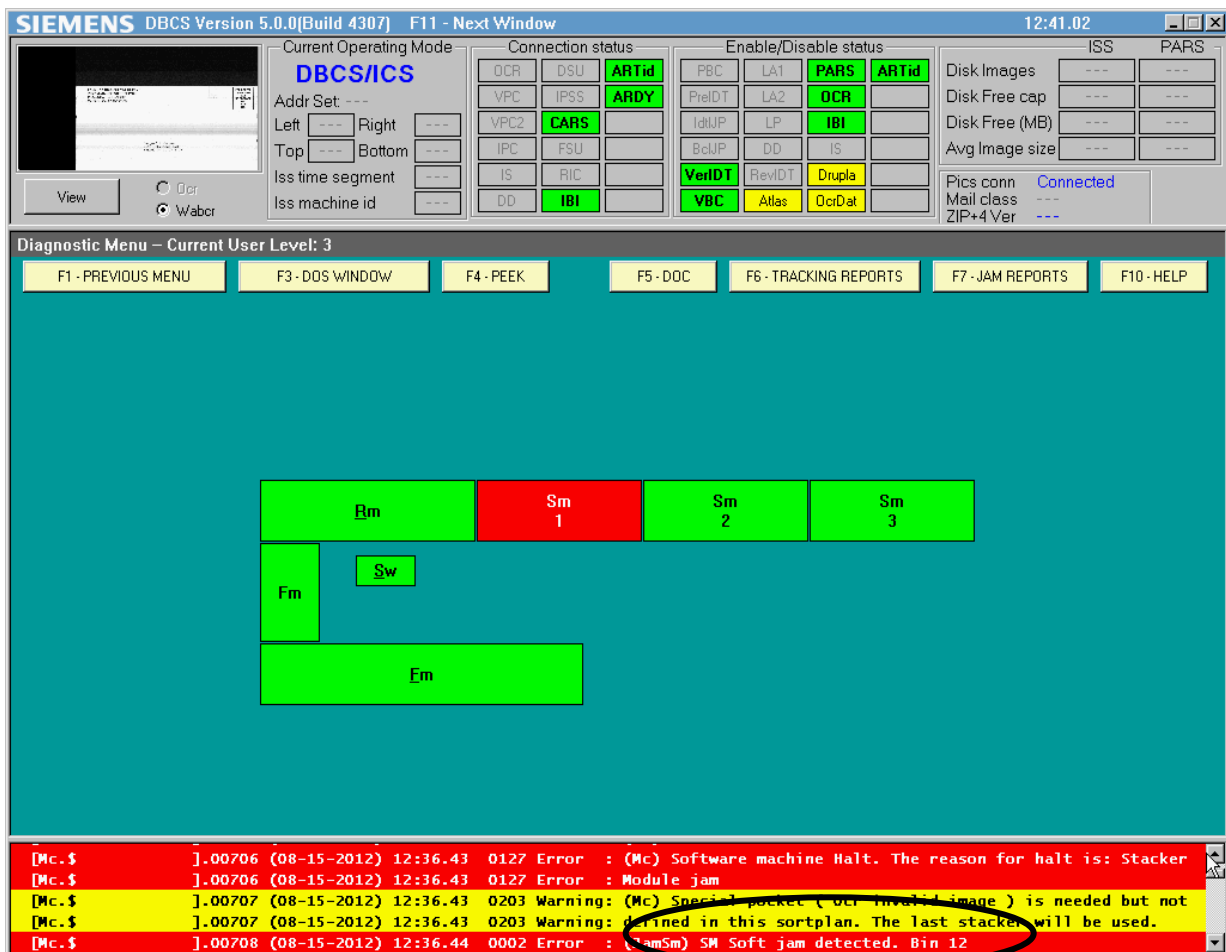 SIEMENS DBCS Version 5.0.0(Build 4307) F11 - Next Window 12:41.02
Current Operating Mode
DBCS/ICS
Addr Set: ---
Left --- Right ---
Top --- Bottom ---
Iss time segment ---
Iss machine id ---
View
Ocr
Wabcr
Connection status
OCR DSU ARTid
VPC IPSS ARDY
VPC2 CARS
IPC FSU
IS RIC
DD IBI
Enable/Disable status
PBC LA1 PARS ARTid
PreIDT LA2 OCR
IdtIJP LP IBI
BclJP DD IS
VerIDT RevIDT Drupla
VBC Atlas OcrDat
ISS PARS
Disk Images --- ---
Disk Free cap --- ---
Disk Free (MB) --- ---
Avg Image size --- ---
Pics conn Connected
Mail class ---
ZIP+4 Ver ---
Diagnostic Menu – Current User Level: 3
F1 - PREVIOUS MENU F3 - DOS WINDOW F4 - PEEK F5 - DOC F6 - TRACKING REPORTS F7 - JAM REPORTS F10 - HELP
Rm
Sm
1
Sm
2
Sm
3
Fm
Sw
Fm
[Mc.$ ].00706 (08-15-2012) 12:36.43 0127 Error : (Mc) Software machine Halt. The reason for halt is: Stacker
[Mc.$ ].00706 (08-15-2012) 12:36.43 0127 Error : Module jam
[Mc.$ ].00707 (08-15-2012) 12:36.43 0203 Warning: (Mc) Special pocket ( Ocr invalid image ) is needed but not
[Mc.$ ].00707 (08-15-2012) 12:36.43 0203 Warning: defined in this sortplan. The last stacker will be used.
[Mc.$ ].00708 (08-15-2012) 12:36.44 0002 Error : (JamSm) SM Soft jam detected. Bin 12